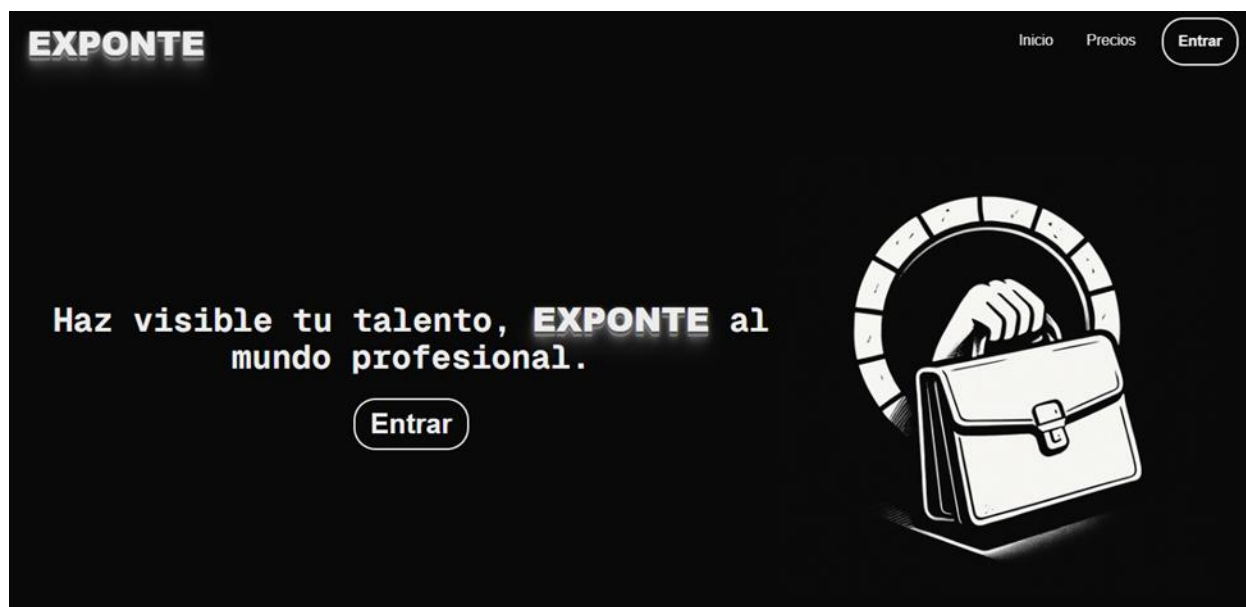 EXPONTE
Inicio
Precios
Entrar
Haz visible tu talento, EXPONTE al
mundo profesional.
Entrar